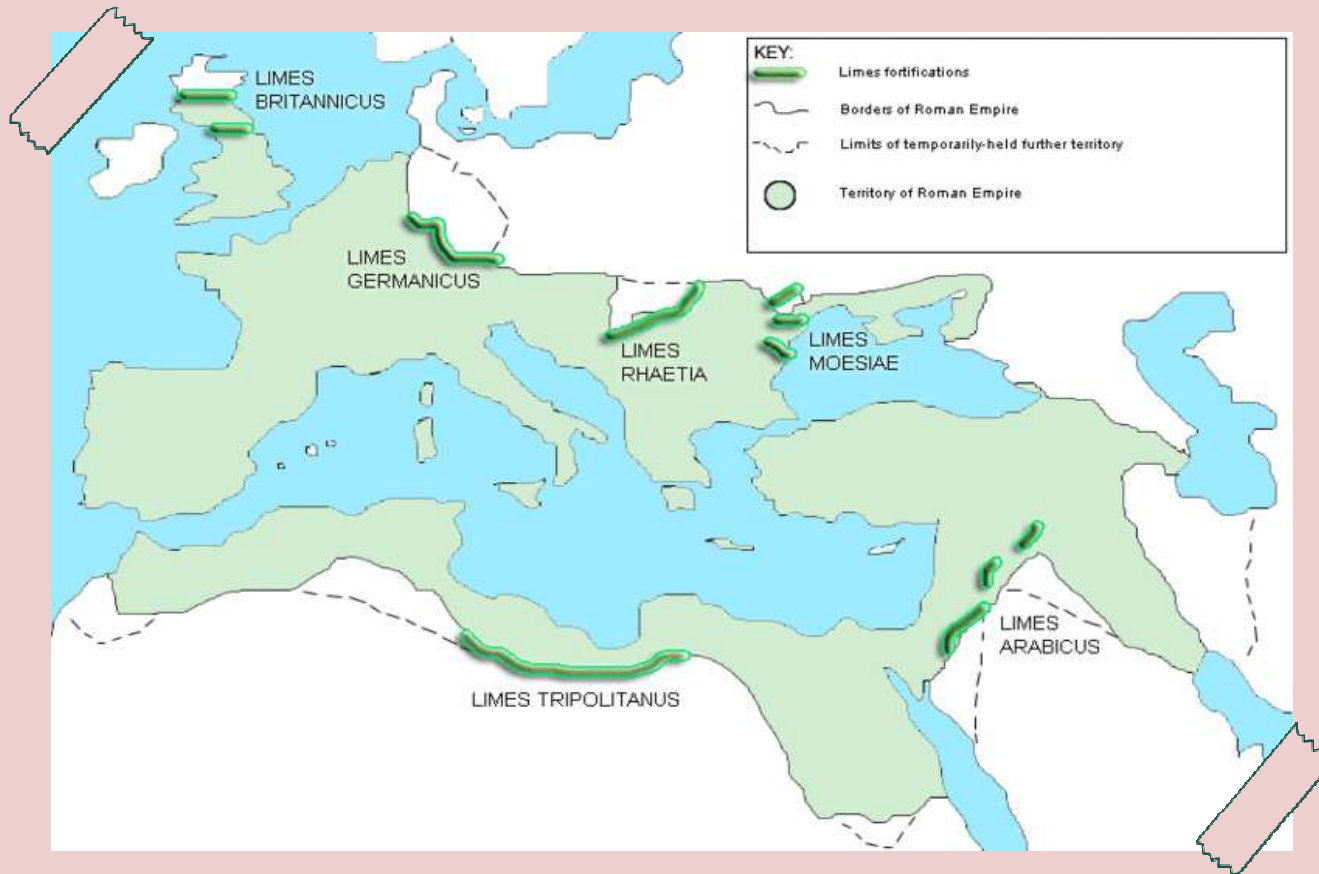 LIMES
BRITANNICUS
KEY:
Limes fortifications
Borders of Roman Empire
Limits of temporarily-held further territory
Territory of Roman Empire
LIMES
GERMANICUS
LIMES
RHAETIA
LIMES
MOESIAE
LIMES
ARABICUS
LIMES TRIPOLITANUS